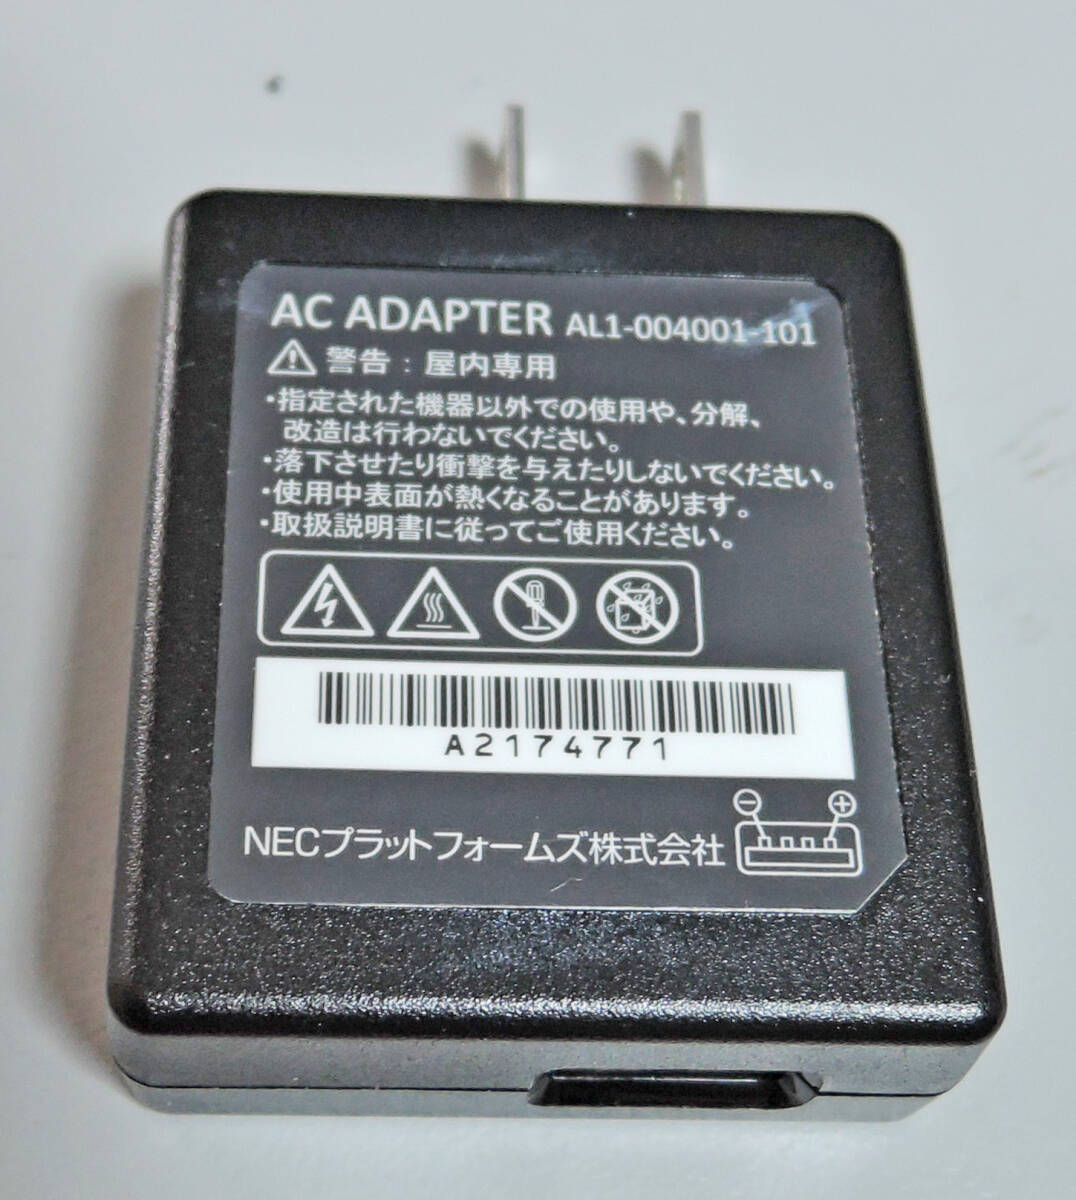 AC ADAPTER AL1-004001-101
警告：屋内専用
・指定された機器以外での使用や、分解、
改造は行わないでください。
・落下させたり衝撃を与えたりしないでください。
・使用中表面が熱くなることがあります。
・取扱説明書に従ってご使用ください。
A2174771
NECプラットフォームズ株式会社